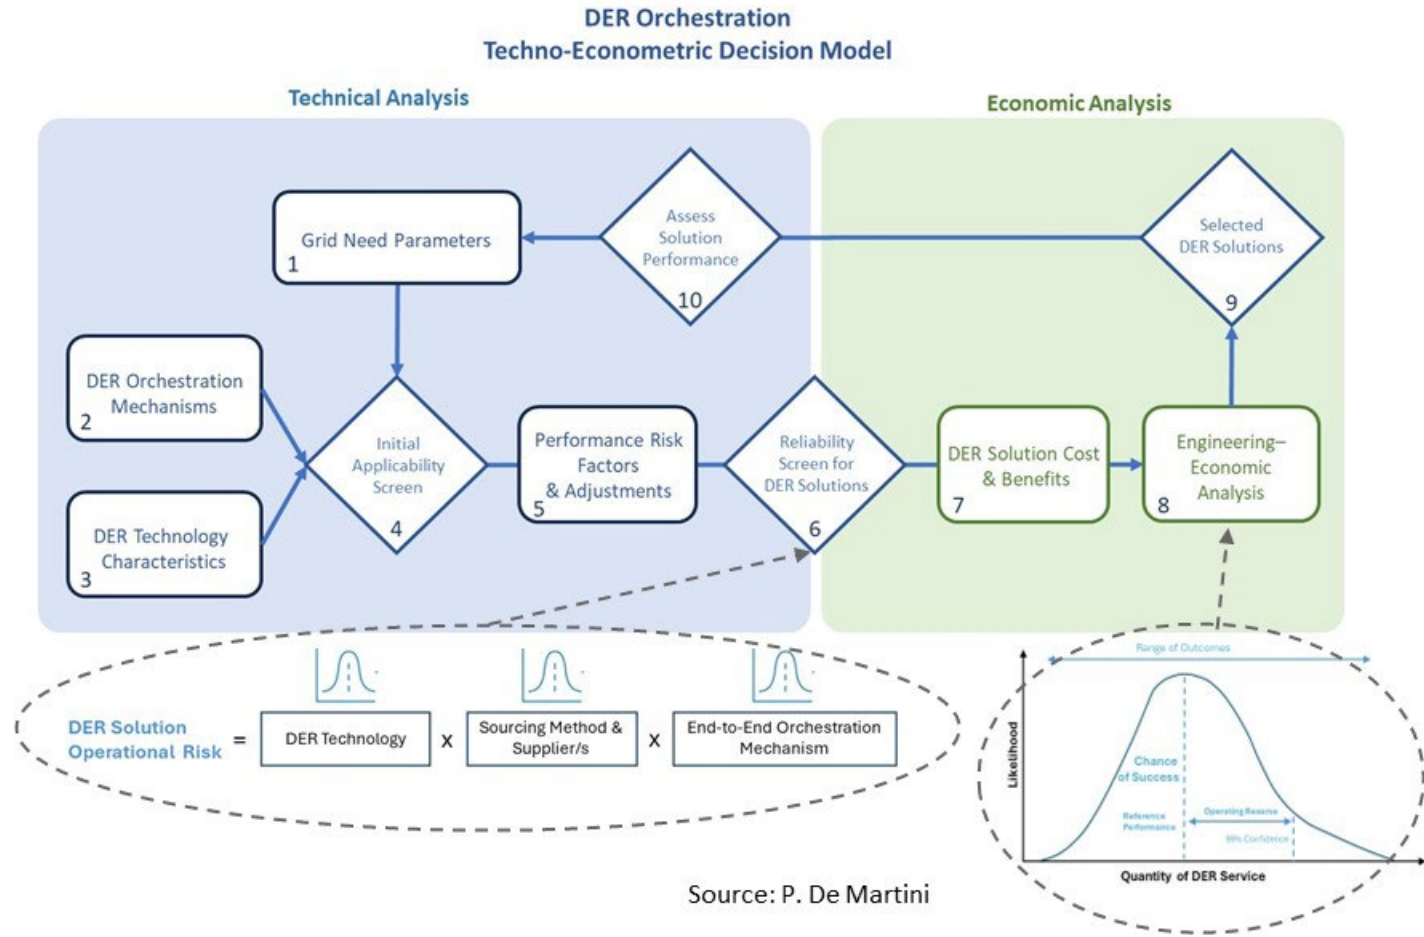 DER Orchestration
Techno-Econometric Decision Model
Technical Analysis
Economic Analysis
Grid Need Parameters
1
Assess
Solution
Performance
10
Selected
DER Solutions
9
DER Orchestration
Mechanisms
2
DER Technology
Characteristics
3
Initial
Applicability
Screen
4
Performance Risk
Factors
& Adjustments
5
Reliability
Screen for
DER Solutions
6
DER Solution Cost
& Benefits
7
Engineering–
Economic
Analysis
8
DER Solution
Operational Risk
=
DER Technology
x
Sourcing Method &
Supplier/s
x
End-to-End Orchestration
Mechanism
Range of Outcomes
Likelihood
Chance
of Success
Reference
Performance
Operating Reserve
Confidence
Quantity of DER Service
Source: P. De Martini